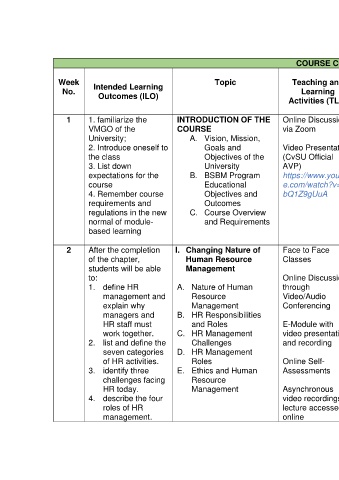 COURSE C
Week
No.
Intended Learning
Outcomes (ILO)
Topic
Teaching an
Learning
Activities (TL
1
1. familiarize the
VMGO of the
University;
2. Introduce oneself to
the class
3. List down
expectations for the
course
4. Remember course
requirements and
regulations in the new
normal of module-
based learning
INTRODUCTION OF THE
COURSE
A. Vision, Mission,
Goals and
Objectives of the
University
B. BSBM Program
Educational
Objectives and
Outcomes
C. Course Overview
and Requirements
Online Discussi
via Zoom
Video Presentat
(CvSU Official
AVP)
https://www.you
e.com/watch?v=
bQ1Z9gUuA
2
After the completion
of the chapter,
students will be able
to:
1. define HR
management and
explain why
managers and
HR staff must
work together.
2. list and define the
seven categories
of HR activities.
3. identify three
challenges facing
HR today.
4. describe the four
roles of HR
management.
I. Changing Nature of
Human Resource
Management
A. Nature of Human
Resource
Management
B. HR Responsibilities
and Roles
C. HR Management
Challenges
D. HR Management
Roles
E. Ethics and Human
Resource
Management
Face to Face
Classes
Online Discussi
through
Video/Audio
Conferencing
E-Module with
video presentati
and recording
Online Self-
Assessments
Asynchronous
video recordings
lecture accesse
online